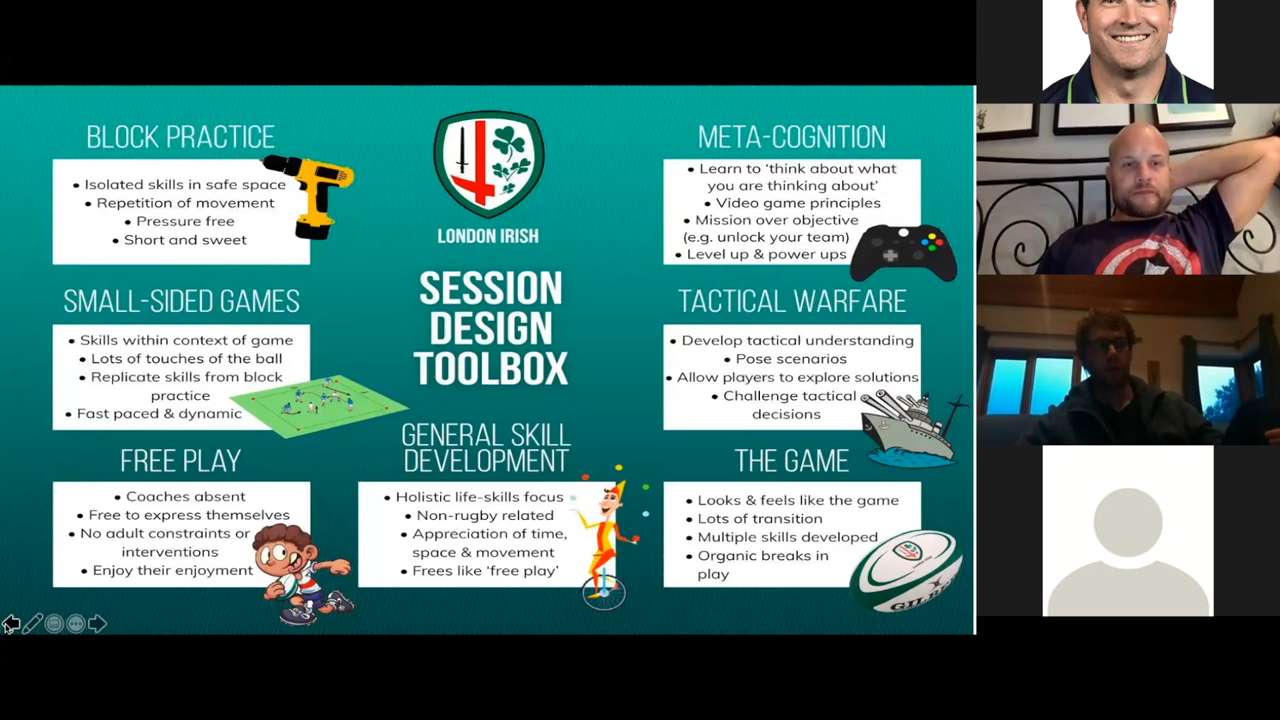 BLOCK PRACTICE
• Isolated skills in safe space
• Repetition of movement
• Pressure free
• Short and sweet
SMALL-SIDED GAMES
• Skills within context of game
• Lots of touches of the ball
• Replicate skills from block
practice
• Fast paced & dynamic
FREE PLAY
• Coaches absent
• Free to express themselves
• No adult constraints or
interventions
• Enjoy their enjoyment
LONDON IRISH
SESSION
DESIGN
TOOLBOX
GENERAL SKILL
DEVELOPMENT
• Holistic life-skills focus
• Non-rugby related
• Appreciation of time,
space & movement
• Frees like ‘free play’
META-COGNITION
• Learn to ‘think about what
you are thinking about’
• Video game principles
• Mission over objective
(e.g. unlock your team)
• Level up & power ups
TACTICAL WARFARE
• Develop tactical understanding
• Pose scenarios
• Allow players to explore solutions
• Challenge tactical
decisions
THE GAME
• Looks & feels like the game
• Lots of transition
• Multiple skills developed
• Organic breaks in
play